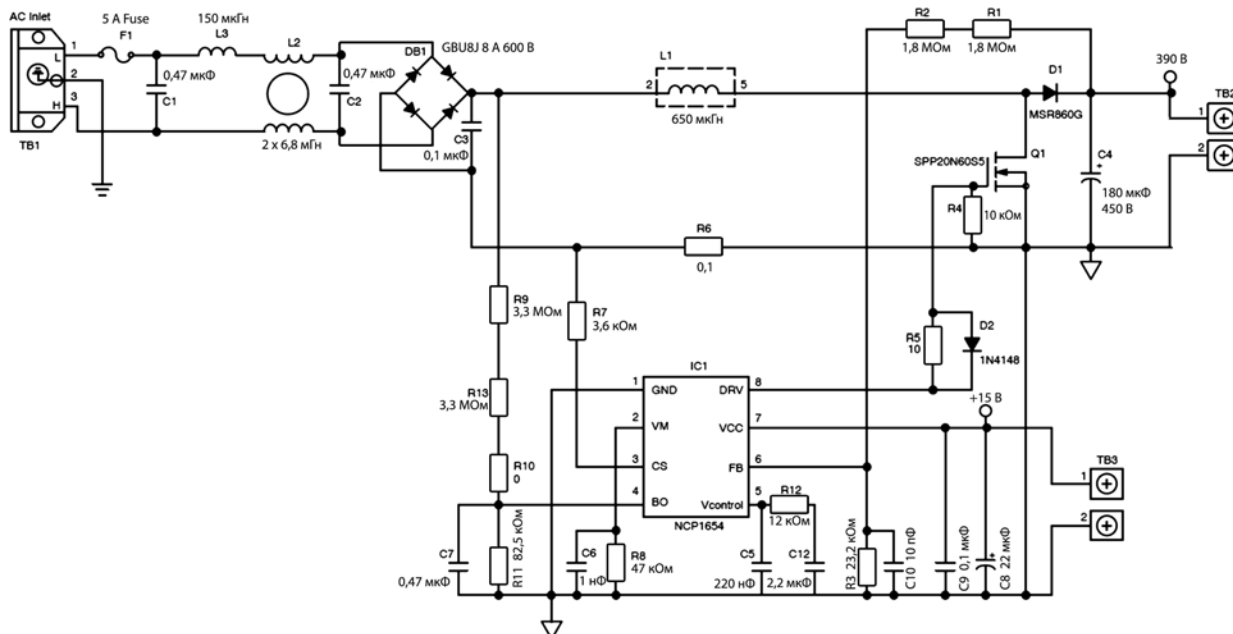 AC Inlet
5 A Fuse
F1
150 мкГн
L3
L2
DB1
GBU8J 8 А 600 В
R2
1,8 МОм
R1
1,8 МОм
1
L
2
3
H
TB1
0,47 мкФ
C1
2 x 6,8 мГн
0,47 мкФ
C2
C3
0,1 мкФ
L1
2
5
650 мкГн
D1
MSR860G
390 В
TB2
1
2
SPP20N60S5
Q1
R4
10 кОм
C4
+
180 мкФ
450 В
R6
0,1
R9
3,3 МОм
R7
3,6 кОм
R5
10
D2
1N4148
R13
3,3 МОм
R10
0
IC1
1
GND
2
VM
3
CS
4
BO
DRV
8
VCC
7
FB
6
Vcontrol
5
NCP1654
R12
12 кОм
+15 В
TB3
1
2
C7
0,47 мкФ
R11 82,5 кОм
C6
1 нФ
R8
47 кОм
C5
220 нФ
C12
2,2 мкФ
R3 23,2 кОм
C10 10 пФ
C9 0,1 мкФ
+
C8 22 мкФ